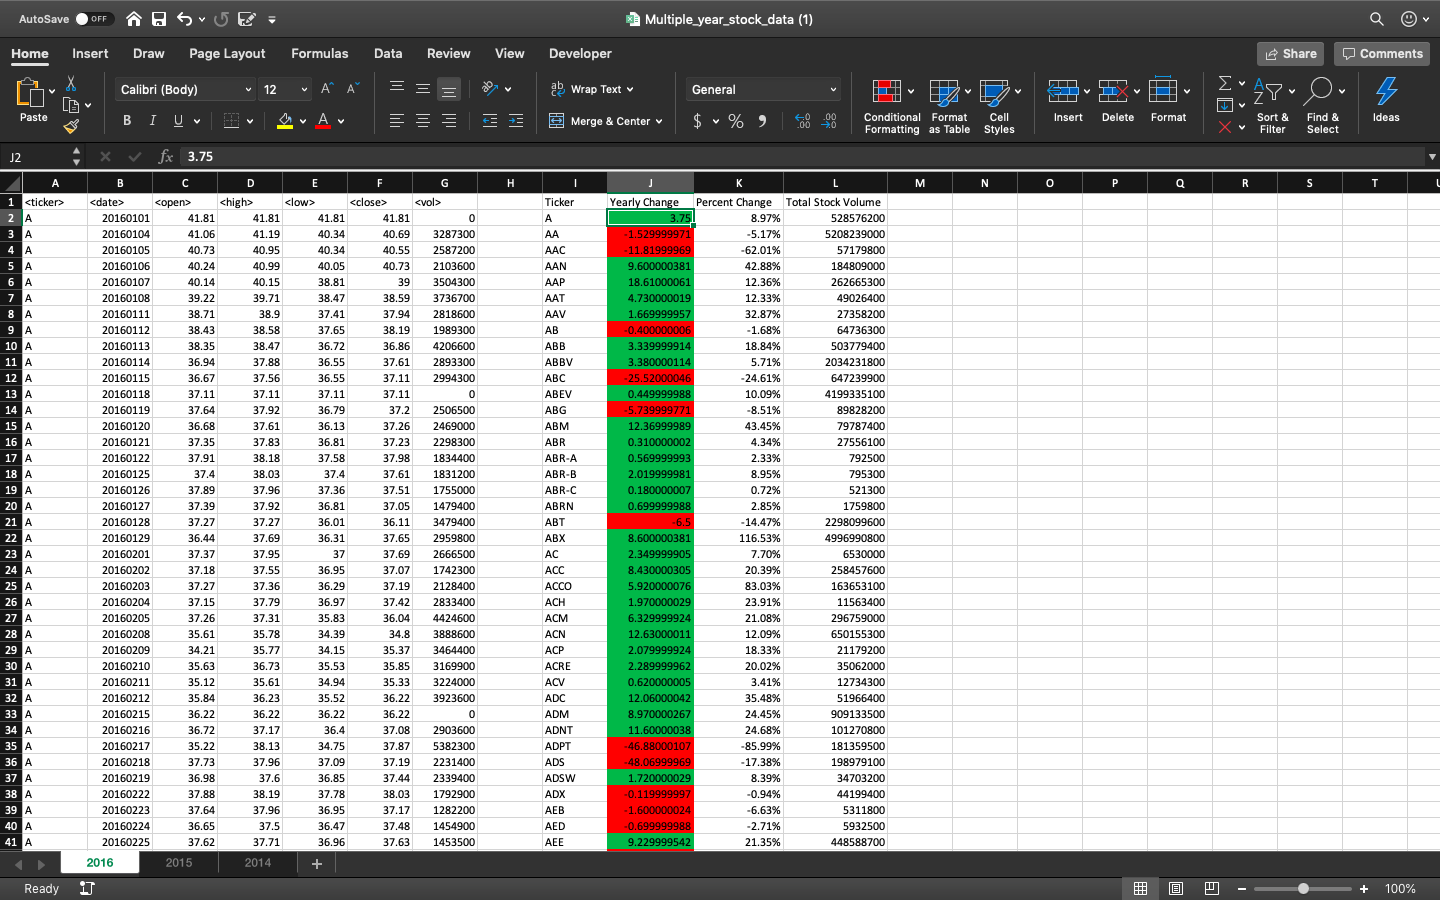 AutoSave OFF Multiple_year_stock_data (1)
Home Insert Draw Page Layout Formulas Data Review View Developer Share Comments
Paste Calibri (Body) 12 A A ab Wrap Text General Conditional Formatting Format as Table Cell Styles Insert Delete Format Sort & Filter Find & Select Ideas
B I U A Merge & Center $ % 9
J2 fx 3.75
A B C D E F G H I J K L M N O P Q R S T U
1 <ticker> <date> <open> <high> <low> <close> <vol> Ticker Yearly Change Percent Change Total Stock Volume
2 A 20160101 41.81 41.81 41.81 41.81 0 A 3.75 8.97% 528576200
3 A 20160104 41.06 41.19 40.34 40.69 3287300 AA -1.529999971 -5.17% 5208239000
4 A 20160105 40.73 40.95 40.34 40.55 2587200 AAC -11.81999969 -62.01% 57179800
5 A 20160106 40.24 40.99 40.05 40.73 2103600 AAN 9.600000381 42.88% 184809000
6 A 20160107 40.14 40.15 38.81 39 3504300 AAP 18.61000061 12.36% 262665300
7 A 20160108 39.22 39.71 38.47 38.59 3736700 AAT 4.730000019 12.33% 49026400
8 A 20160111 38.71 38.9 37.41 37.94 2818600 AAV 1.669999957 32.87% 27358200
9 A 20160112 38.43 38.58 37.65 38.19 1989300 AB -0.400000006 -1.68% 64736300
10 A 20160113 38.35 38.47 36.72 36.86 4206600 ABB 3.339999914 18.84% 503779400
11 A 20160114 36.94 37.88 36.55 37.61 2893300 ABBV 3.380000114 5.71% 2034231800
12 A 20160115 36.67 37.56 36.55 37.11 2994300 ABC -25.52000046 -24.61% 647239900
13 A 20160118 37.11 37.11 37.11 37.11 0 ABEV 0.449999988 10.09% 4199335100
14 A 20160119 37.64 37.92 36.79 37.2 2506500 ABG -5.739999771 -8.51% 89828200
15 A 20160120 36.68 37.61 36.13 37.26 2469000 ABM 12.36999989 43.45% 79787400
16 A 20160121 37.35 37.83 36.81 37.23 2298300 ABR 0.310000002 4.34% 27556100
17 A 20160122 37.91 38.18 37.58 37.98 1834400 ABR-A 0.569999993 2.33% 792500
18 A 20160125 37.4 38.03 37.4 37.61 1831200 ABR-B 2.019999981 8.95% 795300
19 A 20160126 37.89 37.96 37.36 37.51 1755000 ABR-C 0.180000007 0.72% 521300
20 A 20160127 37.39 37.92 36.81 37.05 1479400 ABRN 0.699999988 2.85% 1759800
21 A 20160128 37.27 37.27 36.01 36.11 3479400 ABT -6.5 -14.47% 2298099600
22 A 20160129 36.44 37.69 36.31 37.65 2959800 ABX 8.600000381 116.53% 4996990800
23 A 20160201 37.37 37.95 37 37.69 2666500 AC 2.349999905 7.70% 6530000
24 A 20160202 37.18 37.55 36.95 37.07 1742300 ACC 8.430000305 20.39% 258457600
25 A 20160203 37.27 37.36 36.29 37.19 2128400 ACCO 5.920000076 83.03% 163653100
26 A 20160204 37.15 37.79 36.97 37.42 2833400 ACH 1.970000029 23.91% 11563400
27 A 20160205 37.26 37.31 35.83 36.04 4424600 ACM 6.329999924 21.08% 296759000
28 A 20160208 35.61 35.78 34.39 34.8 3888600 ACN 12.63000011 12.09% 650155300
29 A 20160209 34.21 35.77 34.15 35.37 3464400 ACP 2.079999924 18.33% 21179200
30 A 20160210 35.63 36.73 35.53 35.85 3169900 ACRE 2.289999962 20.02% 35062000
31 A 20160211 35.12 35.61 34.94 35.33 3224000 ACV 0.620000005 3.41% 12734300
32 A 20160212 35.84 36.23 35.52 36.22 3923600 ADC 12.06000042 35.48% 51966400
33 A 20160215 36.22 36.22 36.22 36.22 0 ADM 8.970000267 24.45% 909133500
34 A 20160216 36.72 37.17 36.4 37.08 2903600 ADNT 11.60000038 24.68% 101270800
35 A 20160217 35.22 38.13 34.75 37.87 5382300 ADPT -46.88000107 -85.99% 181359500
36 A 20160218 37.73 37.96 37.09 37.19 2231400 ADS -48.06999969 -17.38% 198979100
37 A 20160219 36.98 37.6 36.85 37.44 2339400 ADSW 1.720000029 8.39% 34703200
38 A 20160222 37.88 38.19 37.78 38.03 1792900 ADX -0.119999997 -0.94% 44199400
39 A 20160223 37.64 37.96 36.95 37.17 1282200 AEB -1.600000024 -6.63% 5311800
40 A 20160224 36.65 37.5 36.47 37.48 1454900 AED -0.699999988 -2.71% 5932500
41 A 20160225 37.62 37.71 36.96 37.63 1453500 AEE 9.229999542 21.35% 448588700
2016 2015 2014 +
Ready 100%